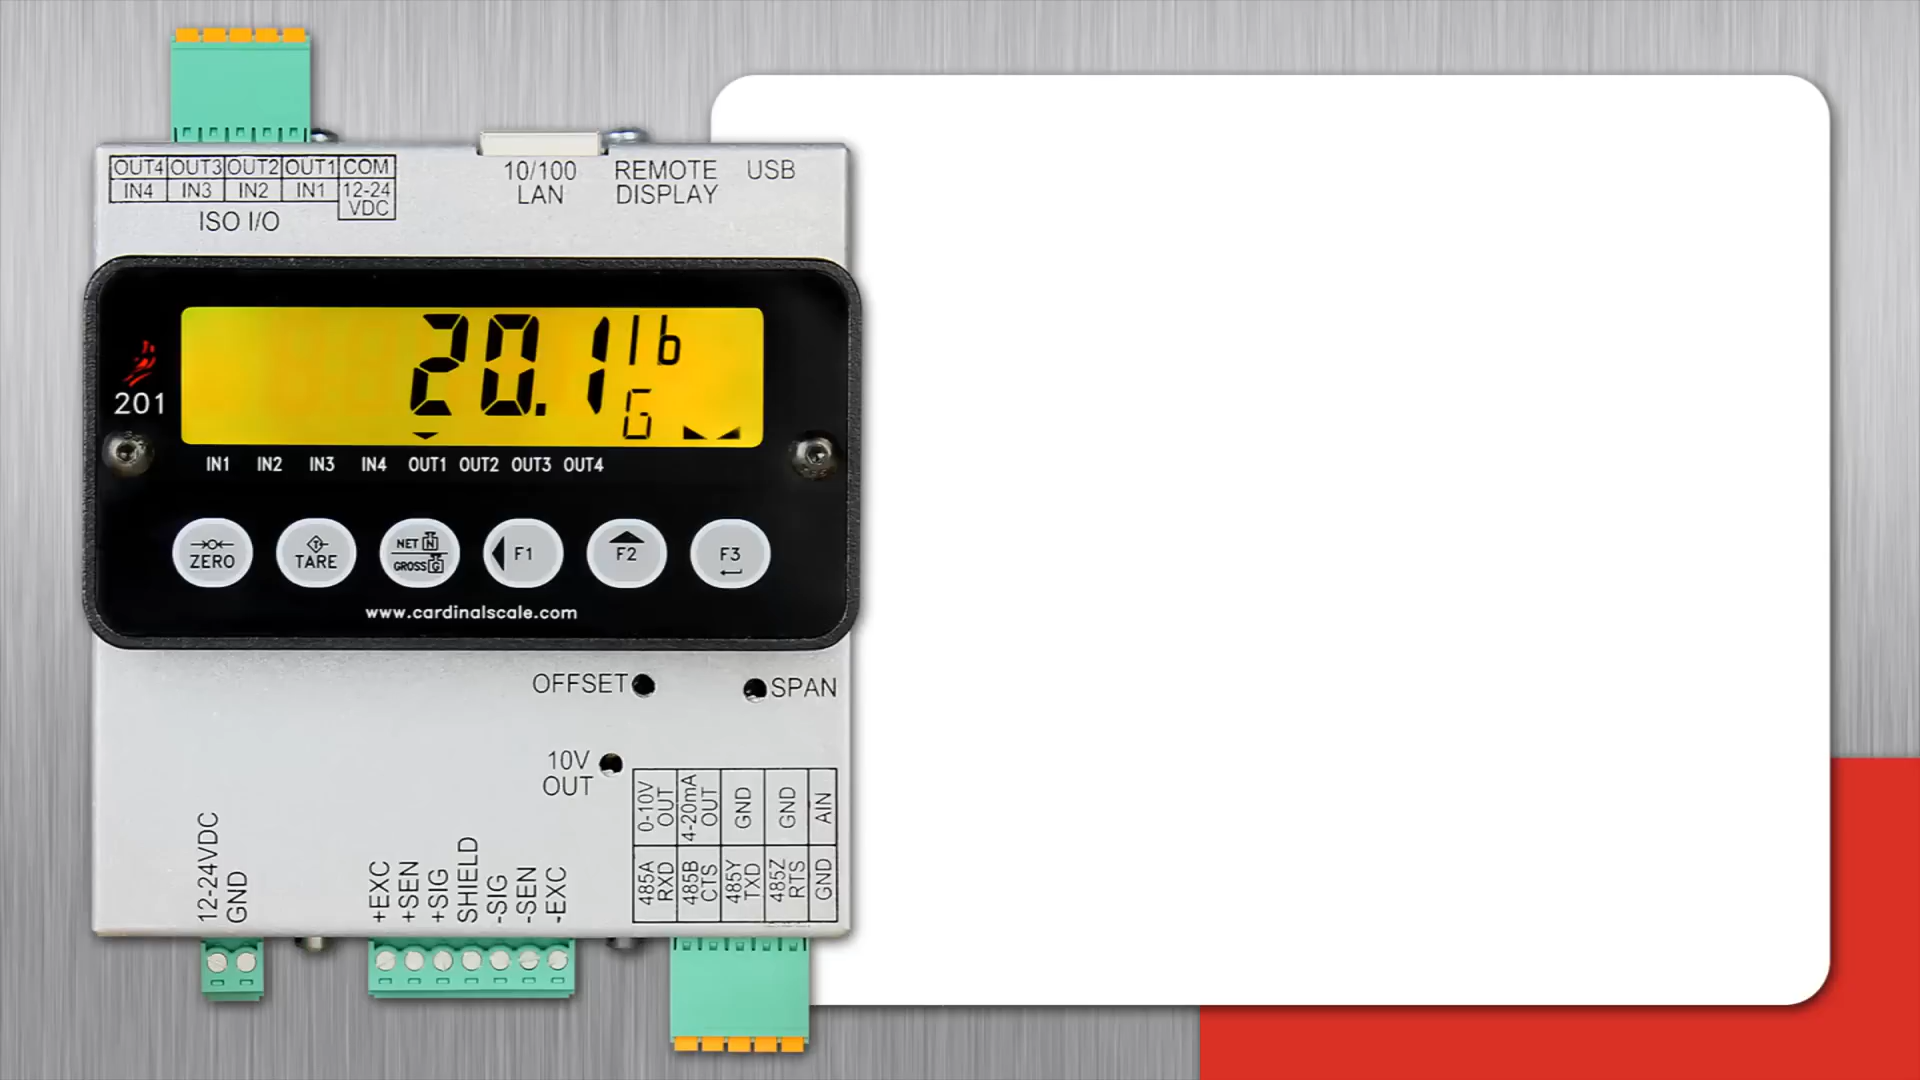 OUT4 OUT3 OUT2 OUT1 COM
IN4 IN3 IN2 IN1 12-24 VDC
ISO I/O
10/100 LAN
REMOTE DISPLAY
USB
20.1 lb
G
201
IN1 IN2 IN3 IN4 OUT1 OUT2 OUT3 OUT4
ZERO
T
TARE
NET N
GROSS G
F1
F2
F3
www.cardinalscale.com
OFFSET
SPAN
10V
OUT
0-10V OUT
4-20mA OUT
GND
GND
AIN
485A RXD
485B CTS
485Y TXD
485Z RTS
GND
12-24VDC
GND
+EXC
+SEN
+SIG
SHIELD
-SIG
-SEN
-EXC